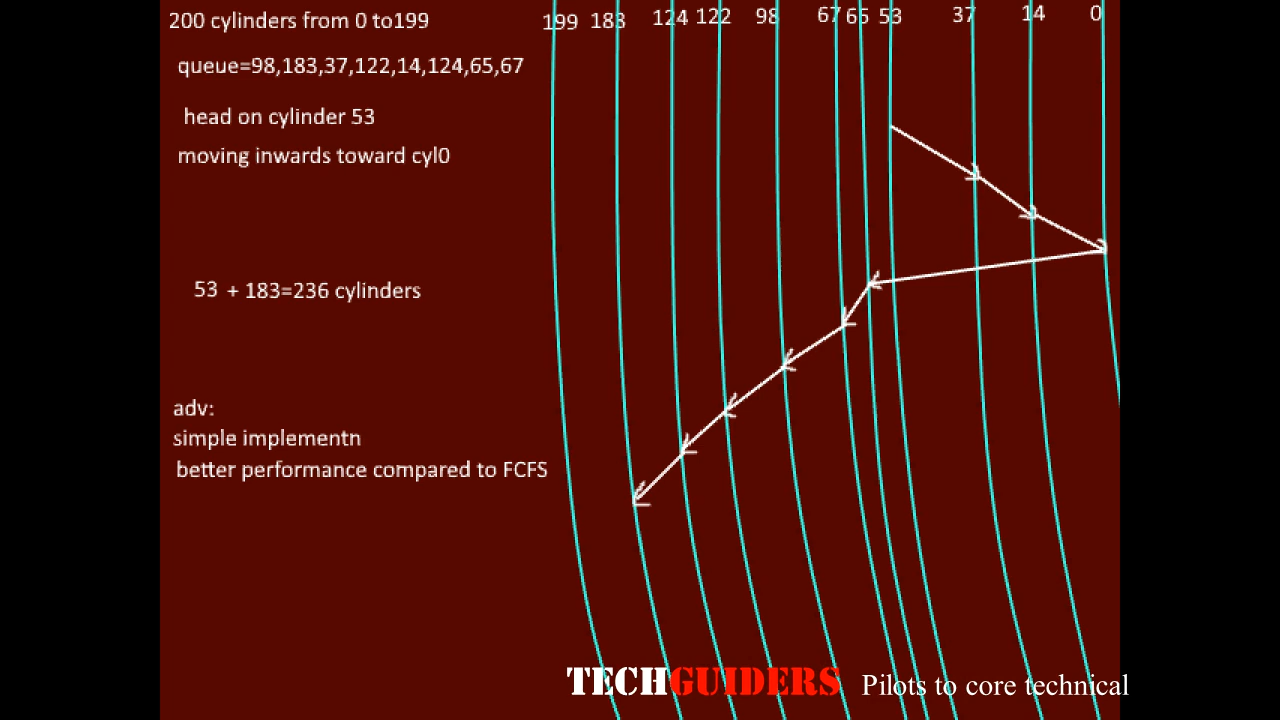 200 cylinders from 0 to199
199 183 124 122 98 67 65 53 37 14 0
queue=98,183,37,122,14,124,65,67
head on cylinder 53
moving inwards toward cyl0
53 + 183=236 cylinders
adv:
simple implementn
better performance compared to FCFS
TECHGUIDERS Pilots to core technical